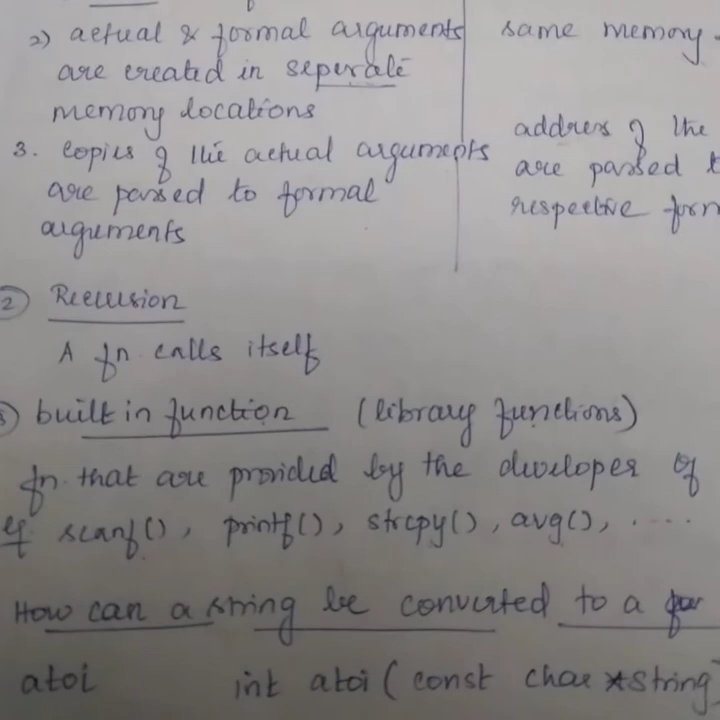 2) actual & formal arguments
are created in seperate
memory locations
3. copies of the actual arguments
are passed to formal
arguments
same memory
address of the
are passed t
respective form
2 Recursion
A fn. calls itself
built in function (library functions)
fn. that are provided by the developer of
eg scanf(), printf(), strcpy(), avg(), ....
How can a string be converted to a
atoi int atoi (const char *string)